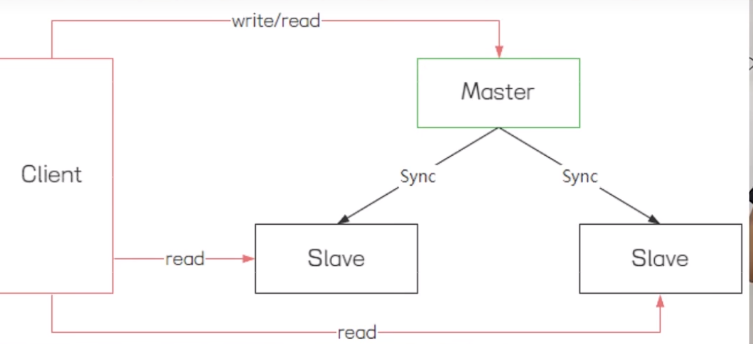 write/read
Master
Client
Sync
Sync
read
Slave
Slave
read